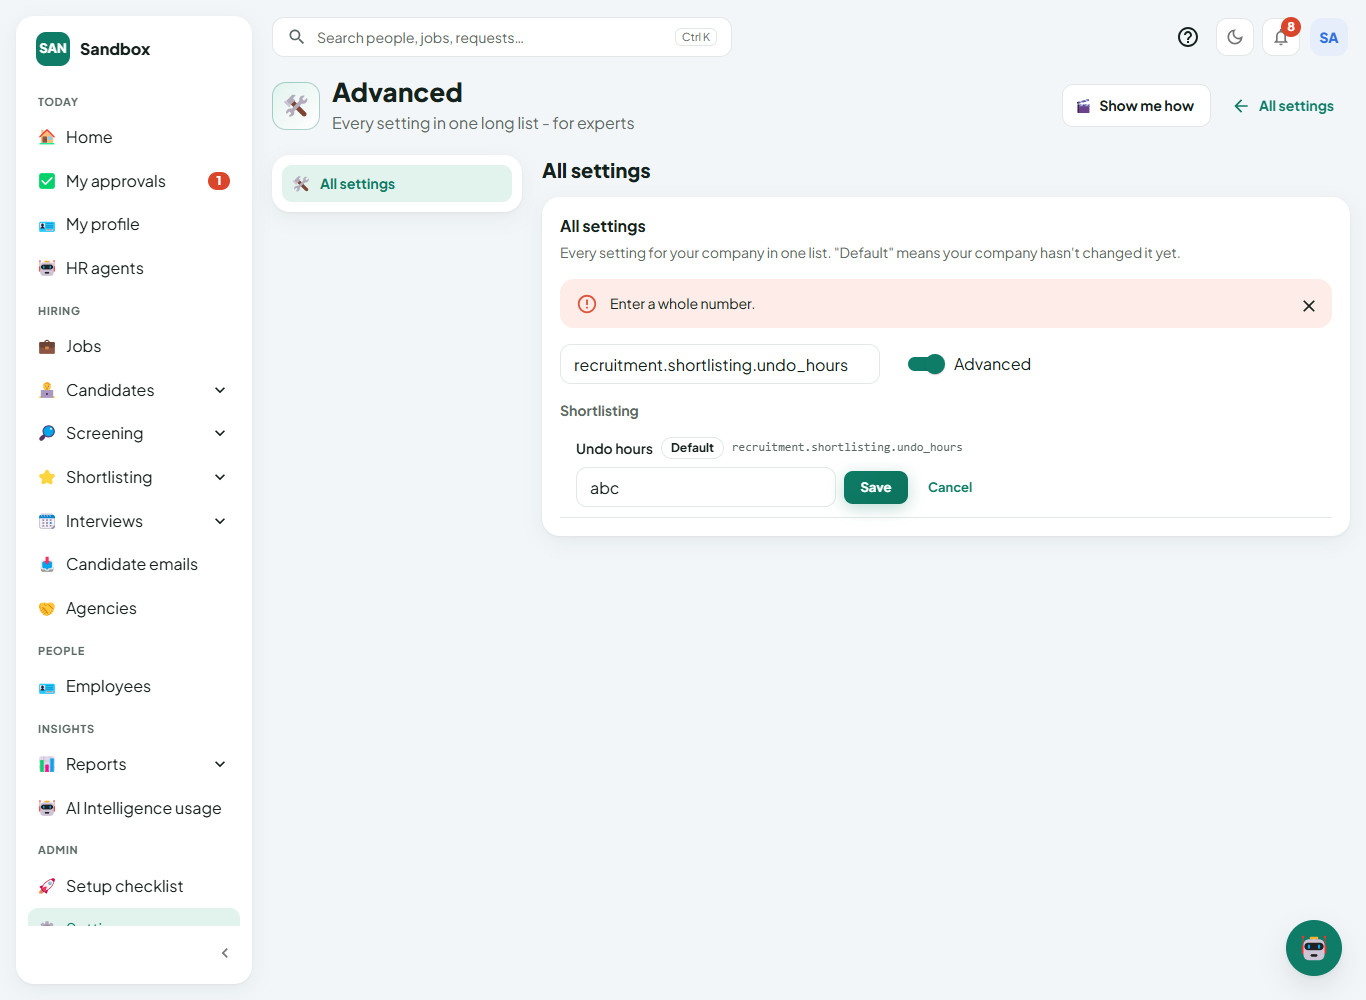 SAN Sandbox
Search people, jobs, requests...
Ctrl K
8
SA
TODAY
Home
My approvals
1
My profile
HR agents
HIRING
Jobs
Candidates
Screening
Shortlisting
Interviews
Candidate emails
Agencies
PEOPLE
Employees
INSIGHTS
Reports
AI Intelligence usage
ADMIN
Setup checklist
Advanced
Every setting in one long list - for experts
Show me how
All settings
All settings
All settings
All settings
Every setting for your company in one list. "Default" means your company hasn't changed it yet.
Enter a whole number.
recruitment.shortlisting.undo_hours
Advanced
Shortlisting
Undo hours
Default
recruitment.shortlisting.undo_hours
abc
Save
Cancel